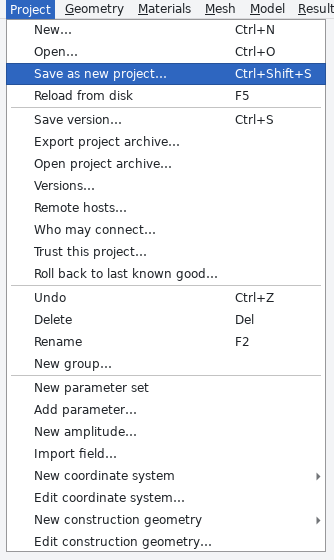 Project Geometry Materials Mesh Model Result
New... Ctrl+N
Open... Ctrl+O
Save as new project... Ctrl+Shift+S
Reload from disk F5
Save version... Ctrl+S
Export project archive...
Open project archive...
Versions...
Remote hosts...
Who may connect...
Trust this project...
Roll back to last known good...
Undo Ctrl+Z
Delete Del
Rename F2
New group...
New parameter set
Add parameter...
New amplitude...
Import field...
New coordinate system
Edit coordinate system...
New construction geometry
Edit construction geometry...